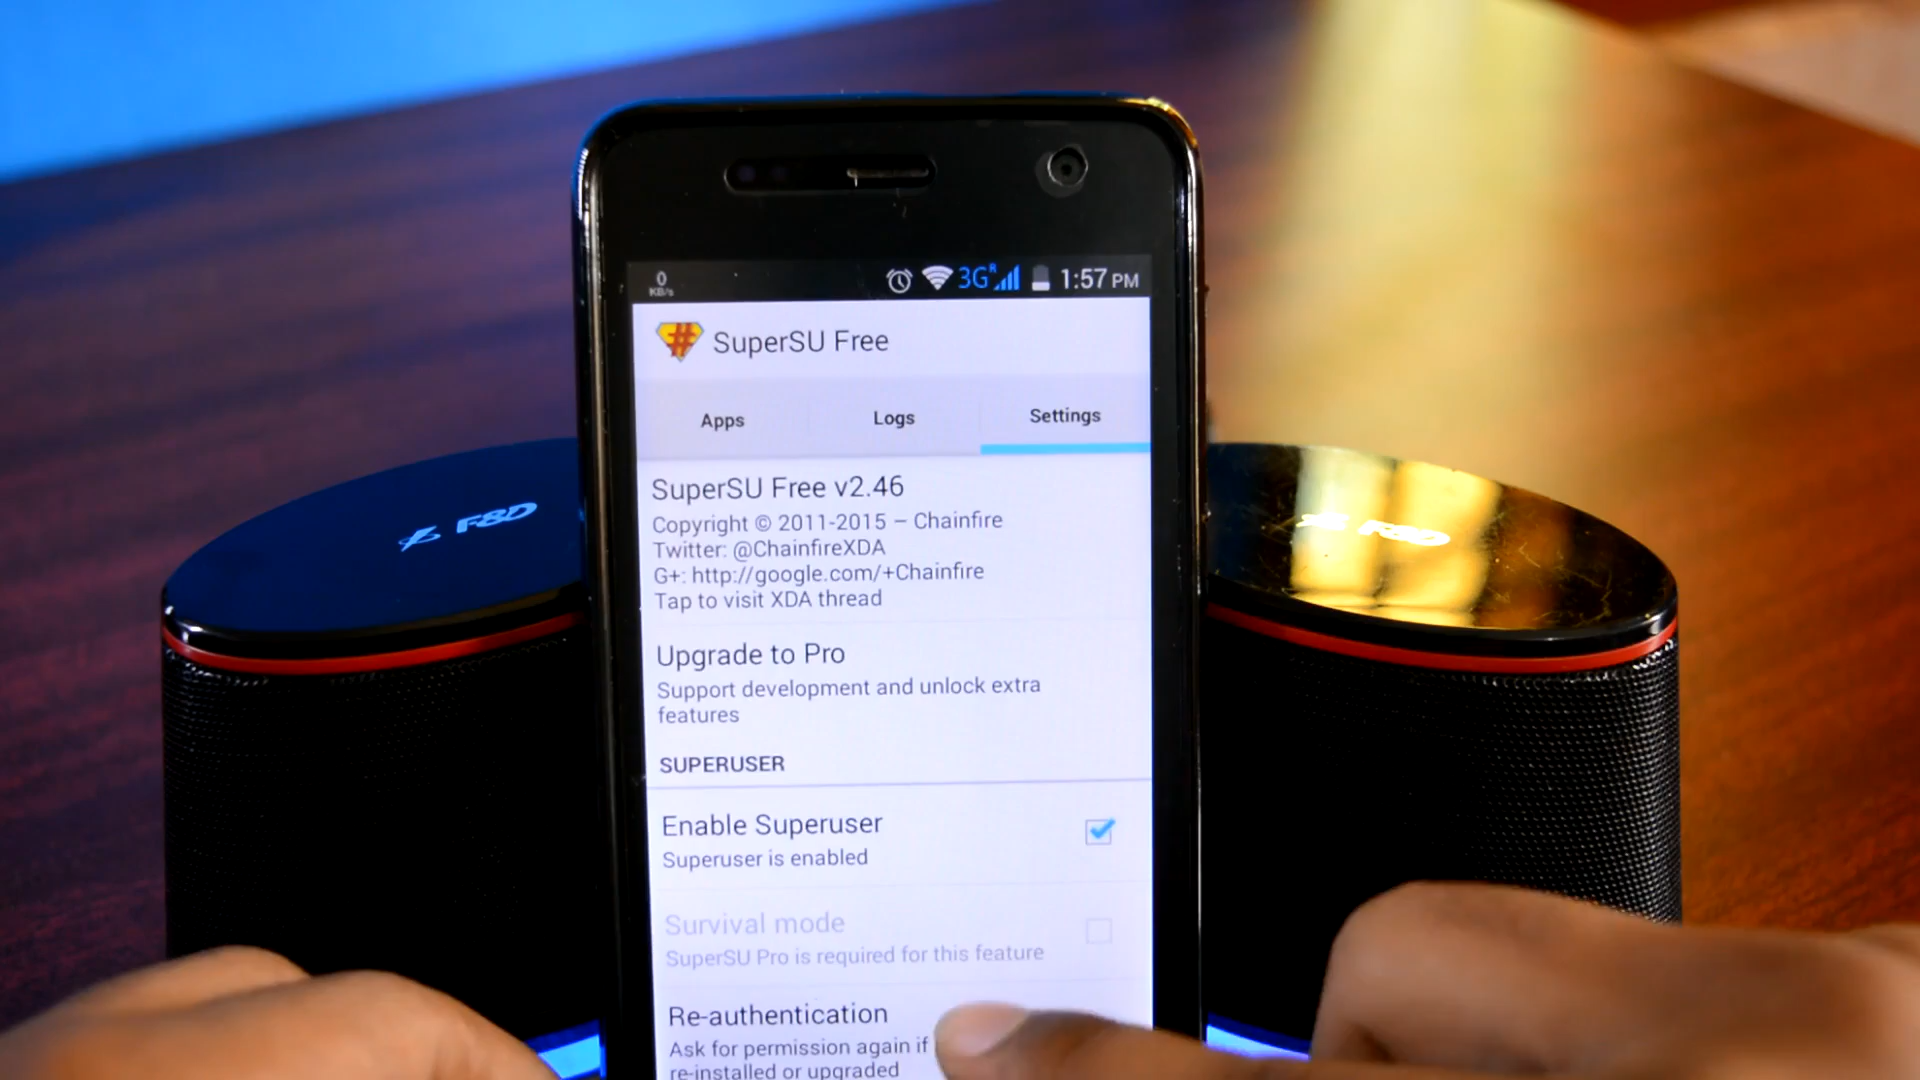 0
KB/s
3G R
1:57 PM
SuperSU Free
Apps
Logs
Settings
SuperSU Free v2.46
Copyright © 2011-2015 – Chainfire
Twitter: @ChainfireXDA
G+: http://google.com/+Chainfire
Tap to visit XDA thread
Upgrade to Pro
Support development and unlock extra
features
SUPERUSER
Enable Superuser
Superuser is enabled
Survival mode
SuperSU Pro is required for this feature
Re-authentication
Ask for permission again if
re-installed or upgraded
F&D
F&D